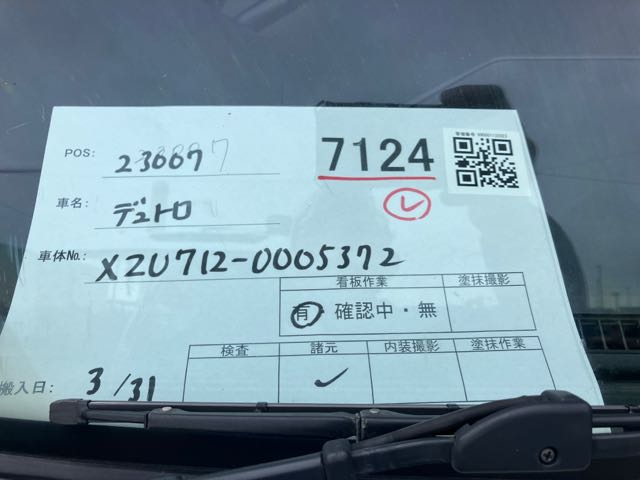 POS: 23007
7124
レ
車名: デュトロ
車体No.: XZU712-0005372
看板作業 塗抹撮影
有 確認中・無
検査 諸元 内装撮影 塗抹作業
搬入日: 3/31 ✓